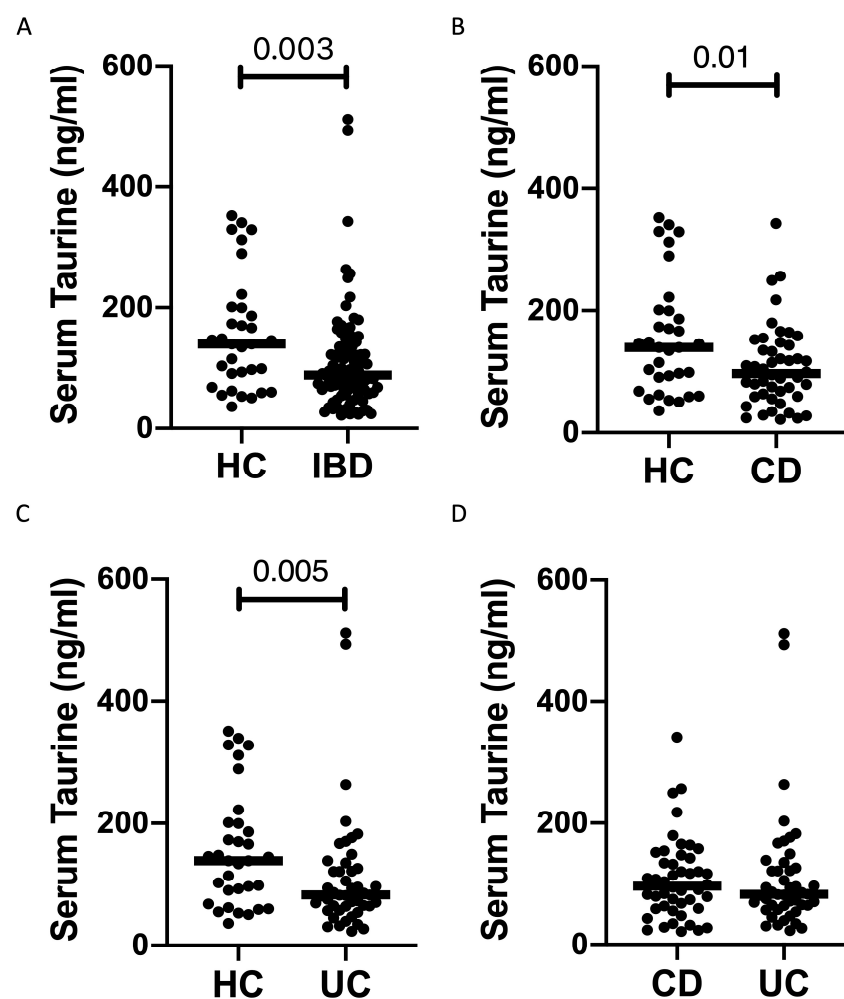 A
Serum Taurine (ng/ml)
600
400
200
0
0.003
HC IBD
B
Serum Taurine (ng/ml)
600
400
200
0
0.01
HC CD
C
Serum Taurine (ng/ml)
600
400
200
0
0.005
HC UC
D
Serum Taurine (ng/ml)
600
400
200
0
CD UC